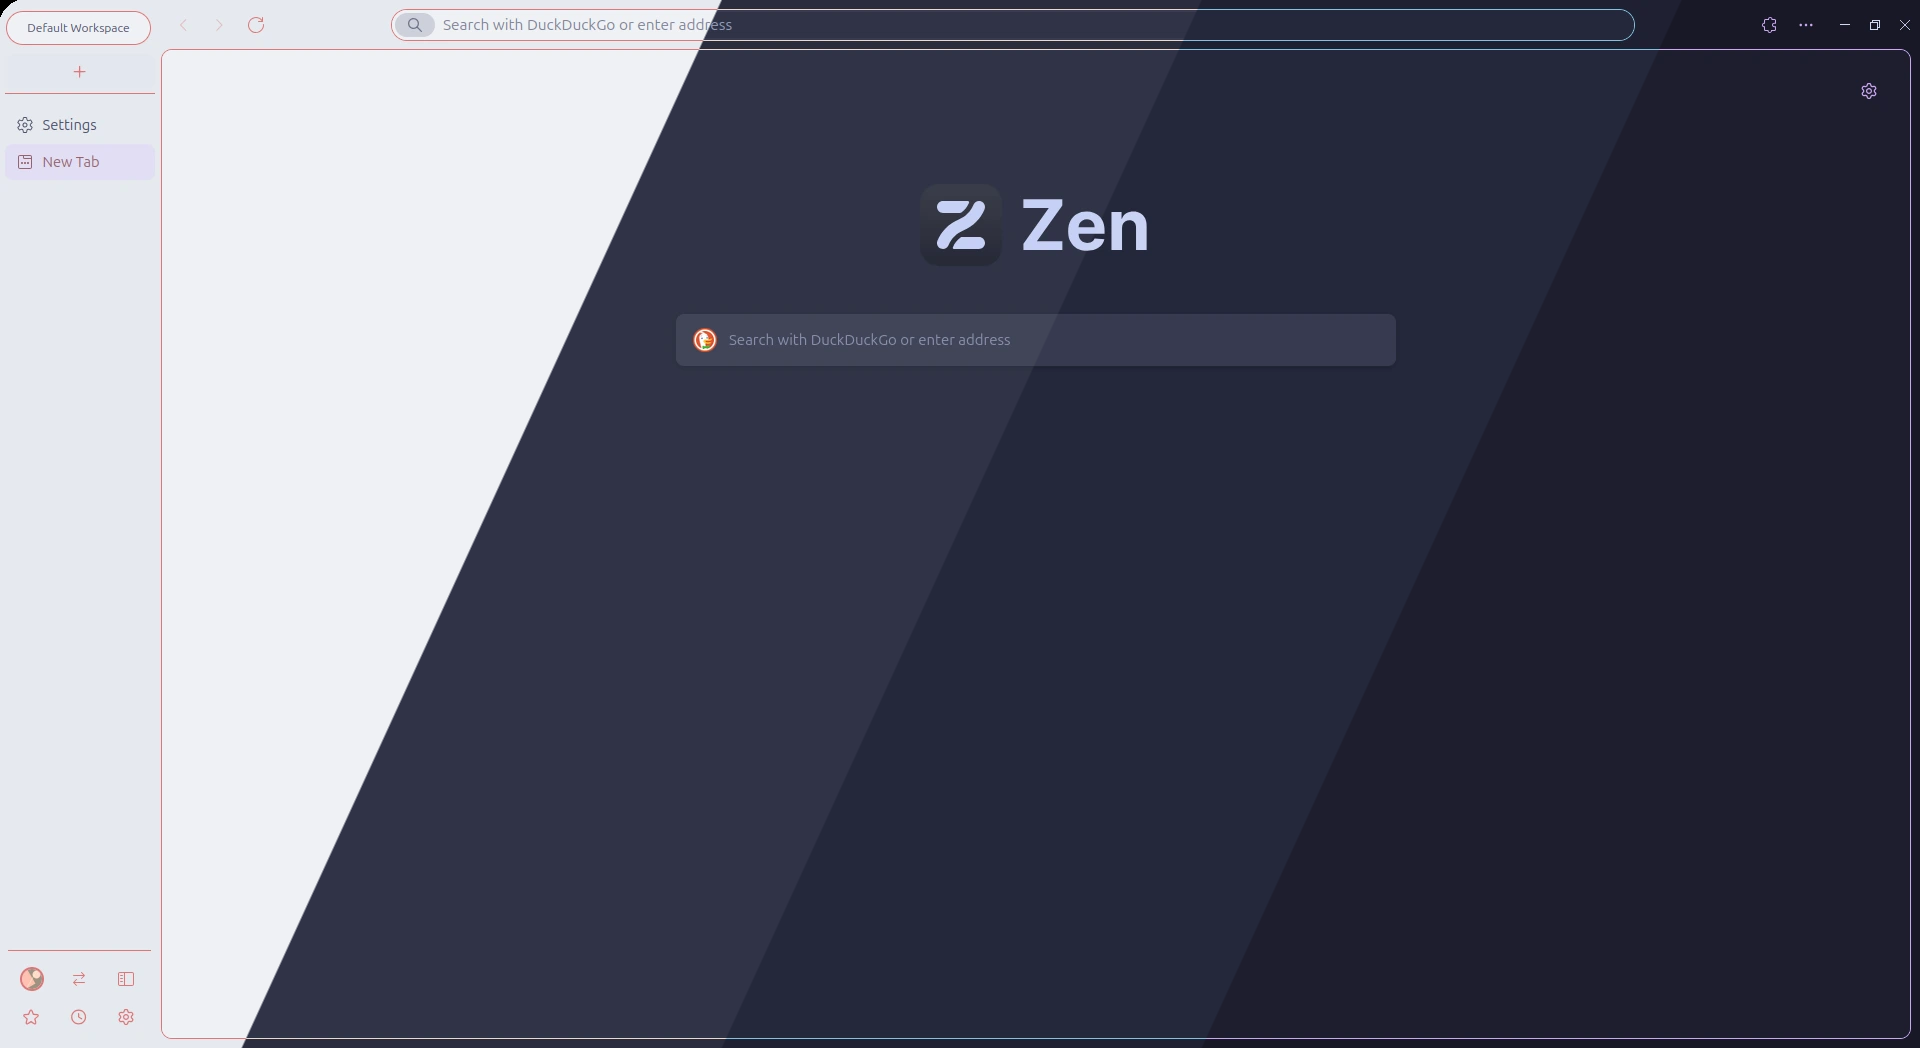 Default Workspace
Search with DuckDuckGo or enter address
Settings
New Tab
Zen
Search with DuckDuckGo or enter address